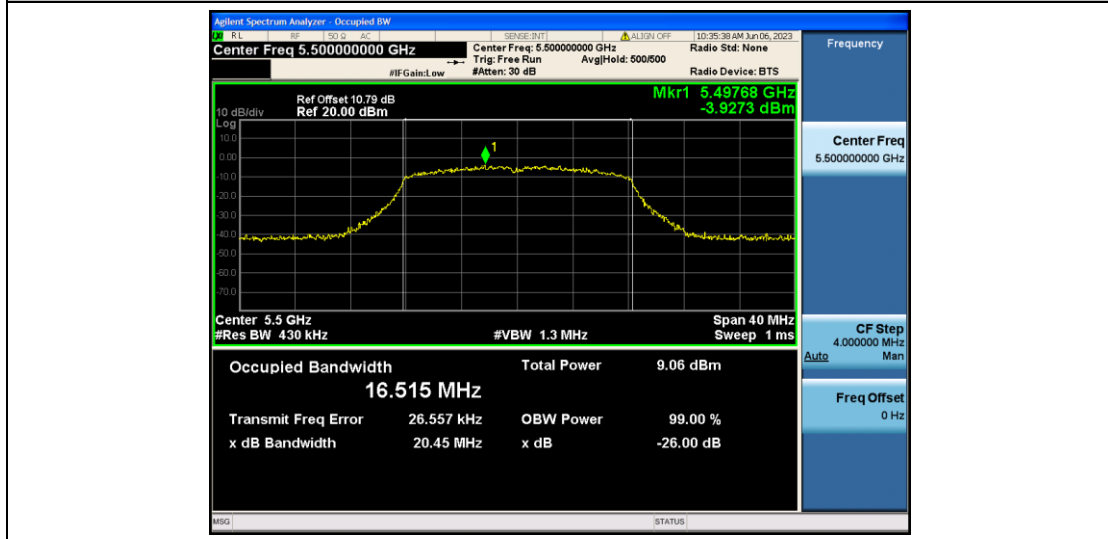 Agilent Spectrum Analyzer - Occupied BW
RL RF 50 Ω AC SENSE:INT ALIGN OFF 10:35:38 AM Jun 06, 2023
Center Freq 5.500000000 GHz Center Freq: 5.500000000 GHz Radio Std: None Frequency
Trig: Free Run Avg|Hold: 500/500
#IFGain:Low #Atten: 30 dB Radio Device: BTS
Mkr1 5.49768 GHz
Ref Offset 10.79 dB
10 dB/div Ref 20.00 dBm -3.9273 dBm
Log
10.0
0.00
-10.0
-20.0
-30.0
-40.0
-50.0
-60.0
-70.0
1
Center Freq
5.500000000 GHz
Center 5.5 GHz Span 40 MHz
#Res BW 430 kHz #VBW 1.3 MHz Sweep 1 ms
CF Step
4.000000 MHz
Auto Man
Occupied Bandwidth Total Power 9.06 dBm
16.515 MHz
Transmit Freq Error 26.557 kHz OBW Power 99.00 %
x dB Bandwidth 20.45 MHz x dB -26.00 dB
Freq Offset
0 Hz
MSG STATUS